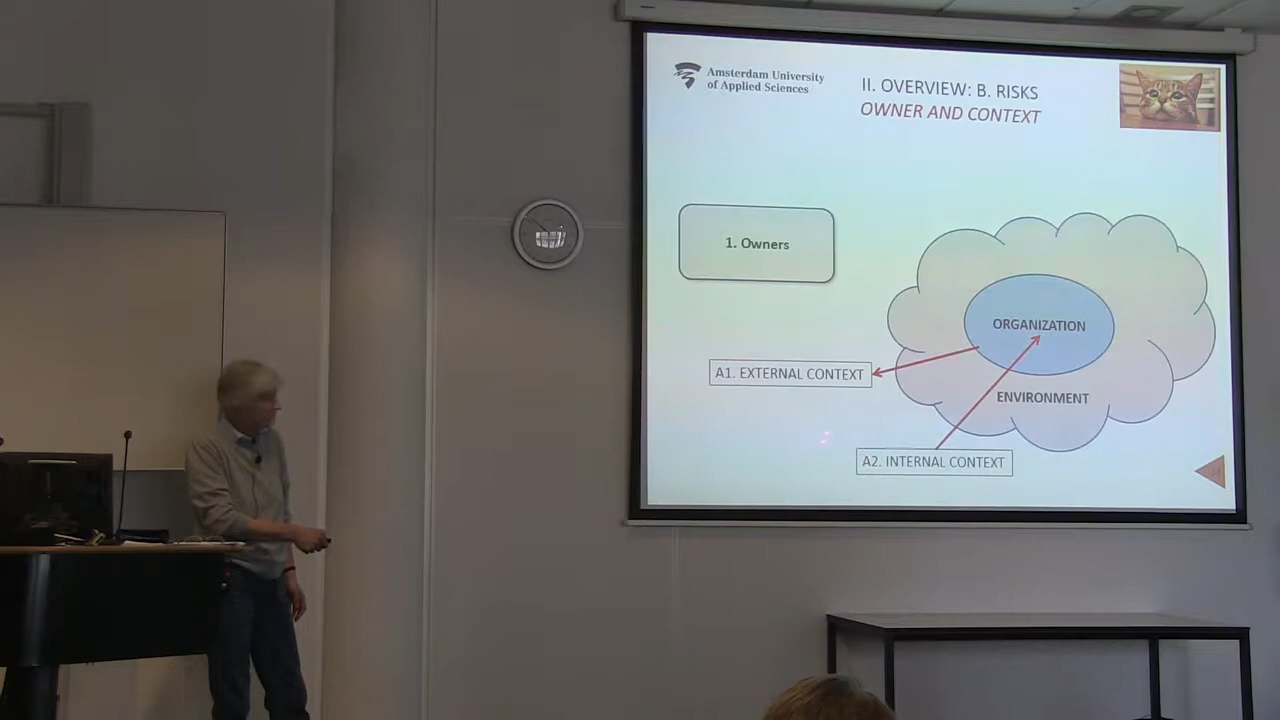 Amsterdam University
of Applied Sciences
II. OVERVIEW: B. RISKS
OWNER AND CONTEXT
1. Owners
ORGANIZATION
A1. EXTERNAL CONTEXT
ENVIRONMENT
A2. INTERNAL CONTEXT